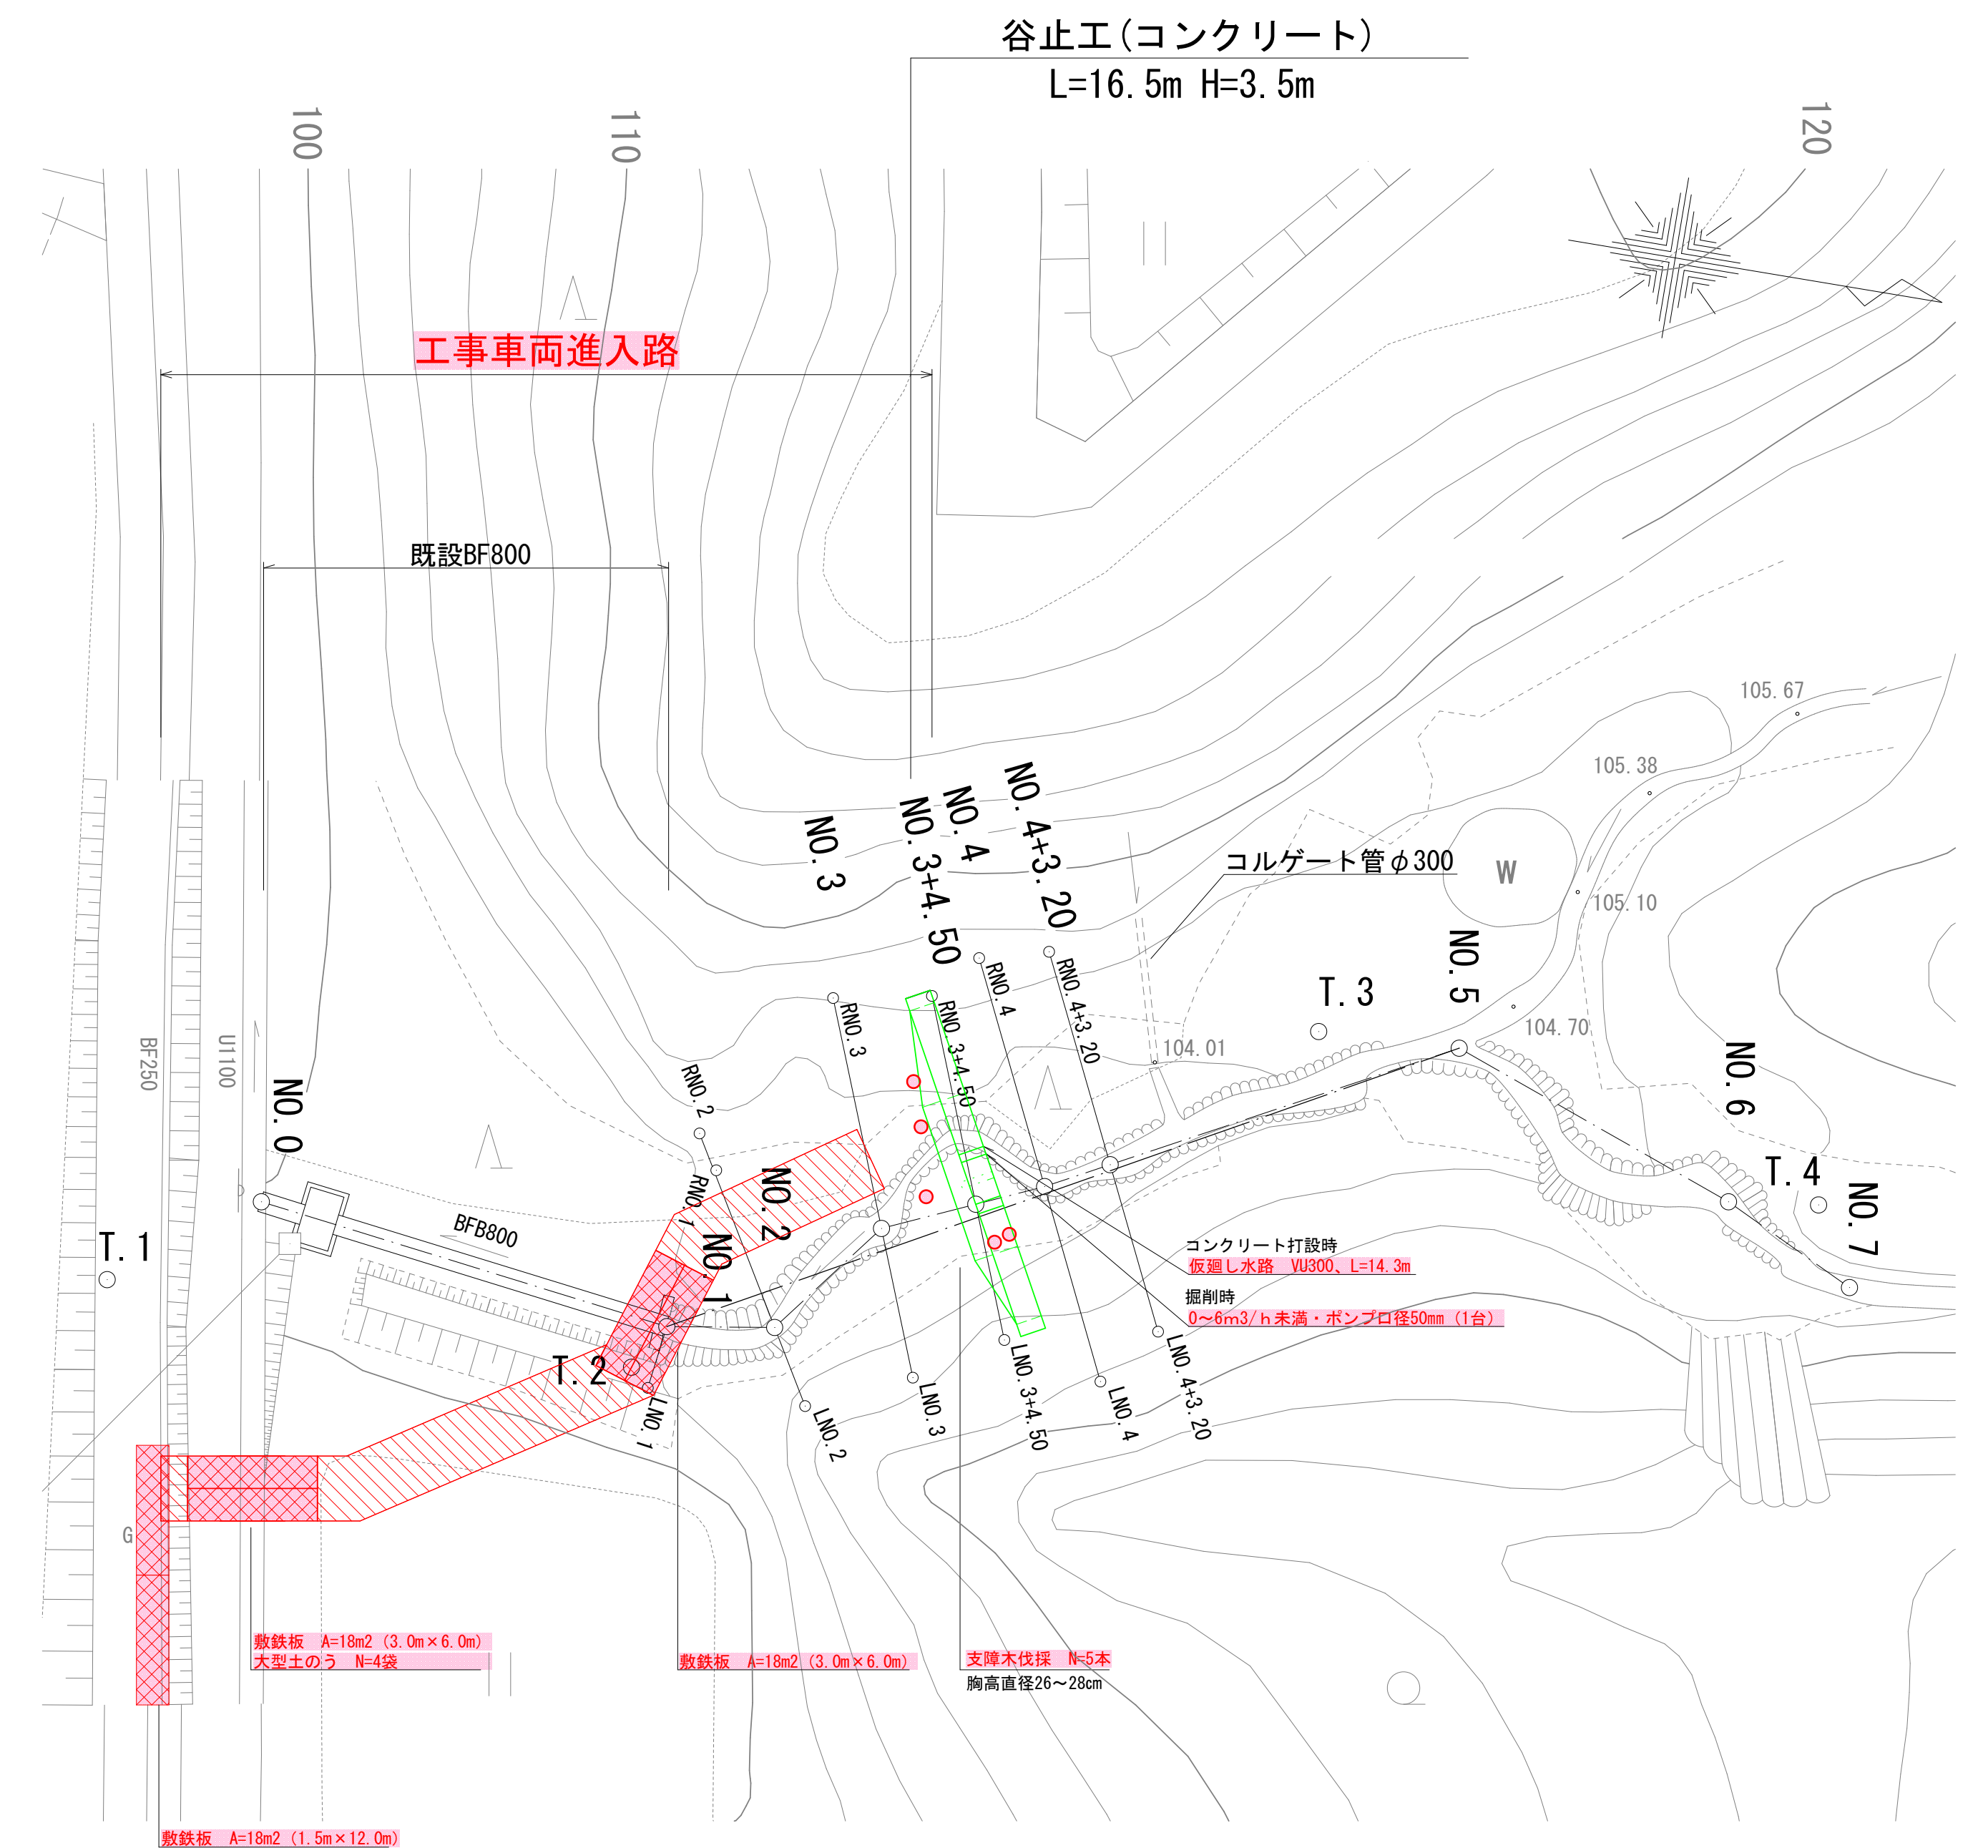 谷止工(コンクリート)
L=16.5m H=3.5m
100
110
120
工事車両進入路
既設BF800
105.67
105.38
105.10
104.70
104.01
W
コルゲート管φ300
NO.0
NO.1
NO.2
NO.3
NO.3+4.50
NO.4
NO.4+3.20
NO.5
NO.6
NO.7
T.1
T.2
T.3
T.4
RNO.1
RNO.2
RNO.3
RNO.3+4.50
RNO.4
RNO.4+3.20
LNO.1
LNO.2
LNO.3
LNO.3+4.50
LNO.4
LNO.4+3.20
BF250
U1100
BFB800
G
コンクリート打設時
仮廻し水路 VU300、L=14.3m
掘削時
0～6m3/h未満・ポンプロ径50mm（1台）
敷鉄板 A=18m2（3.0m×6.0m）
大型土のう N=4袋
敷鉄板 A=18m2（3.0m×6.0m）
支障木伐採 N=5本
胸高直径26～28cm
敷鉄板 A=18m2（1.5m×12.0m）